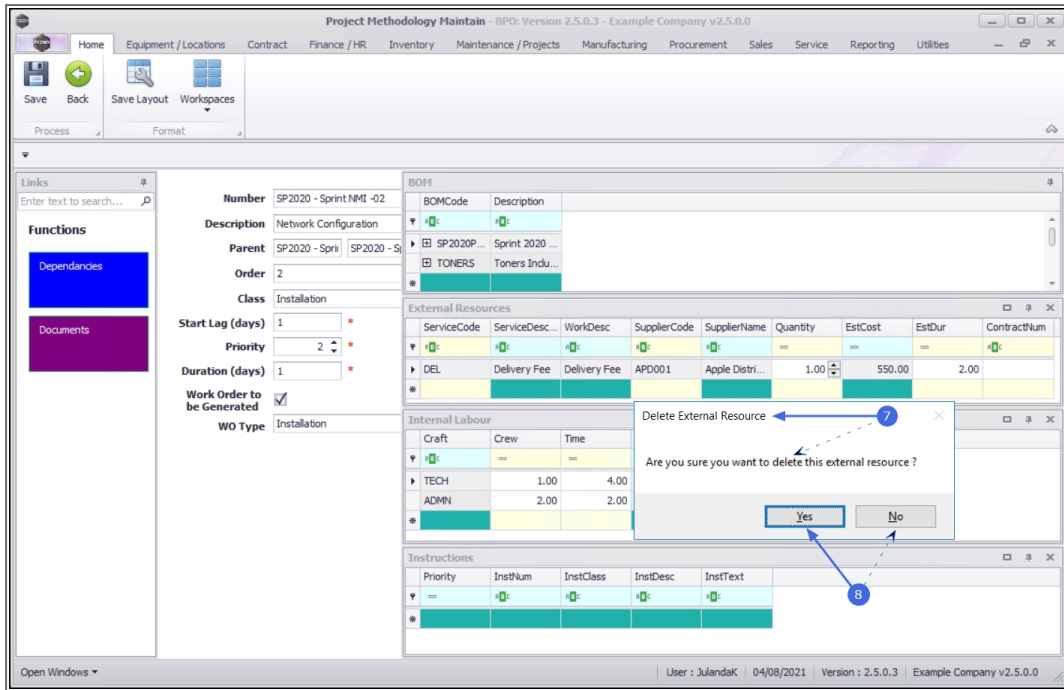 Project Methodology Maintain - BPO: Version 2.5.0.3 - Example Company v2.5.0.0
Home Equipment / Locations Contract Finance / HR Inventory Maintenance / Projects Manufacturing Procurement Sales Service Reporting Utilities
Save Back Save Layout Workspaces
Process Format
Links
Enter text to search...
Functions
Dependancies
Documents
Number SP2020 - Sprint NMI -02
Description Network Configuration
Parent SP2020 - Spri SP2020 - Sp
Order 2
Class Installation
Start Lag (days) 1 *
Priority 2 *
Duration (days) 1 *
Work Order to
be Generated
WO Type Installation
BOM
BOMCode Description
SP2020P... Sprint 2020 ...
TONERS Toners Inclu...
External Resources
ServiceCode ServiceDesc... WorkDesc SupplierCode SupplierName Quantity EstCost EstDur ContractNum
DEL Delivery Fee Delivery Fee APD001 Apple Distri... 1.00 550.00 2.00
Internal Labour
Craft Crew Time
TECH 1.00 4.00
ADMN 2.00 2.00
Delete External Resource 7
Are you sure you want to delete this external resource ?
Yes No
8
Instructions
Priority InstNum InstClass InstDesc InstText
Open Windows User : JulandaK 04/08/2021 Version : 2.5.0.3 Example Company v2.5.0.0